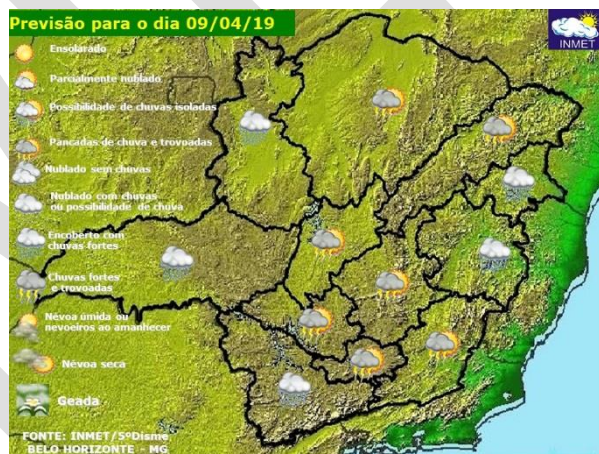 Previsão para o dia 09/04/19
INMET
Ensolarado
Parcialmente nublado
Possibilidade de chuvas isoladas
Pancadas de chuva e trovoadas
Nublado sem chuvas
Nublado com chuvas
ou possibilidade de chuva
Encoberto com
chuvas fortes
Chuvas fortes
e trovoadas
Névoa úmida ou
nevoeiros ao amanhecer
Névoa seca
Geada
FONTE: INMET/5ºDisme
BELO HORIZONTE - MG